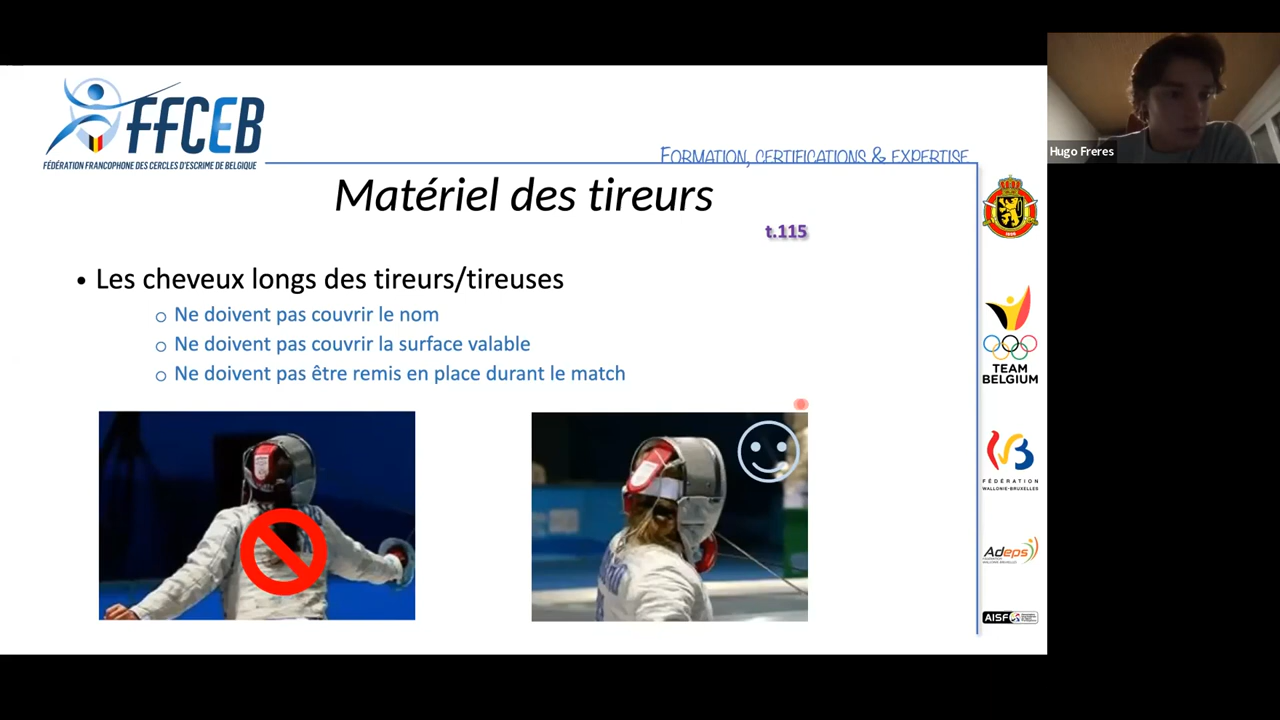 FFCEB
FÉDÉRATION FRANCOPHONE DES CERCLES D'ESCRIME DE BELGIQUE
FORMATION, CERTIFICATIONS & EXPERTISE
Matériel des tireurs
t.115
• Les cheveux longs des tireurs/tireuses
o Ne doivent pas couvrir le nom
o Ne doivent pas couvrir la surface valable
o Ne doivent pas être remis en place durant le match
Hugo Freres
TEAM
BELGIUM
FÉDÉRATION
WALLONIE-BRUXELLES
Adeps
AISF